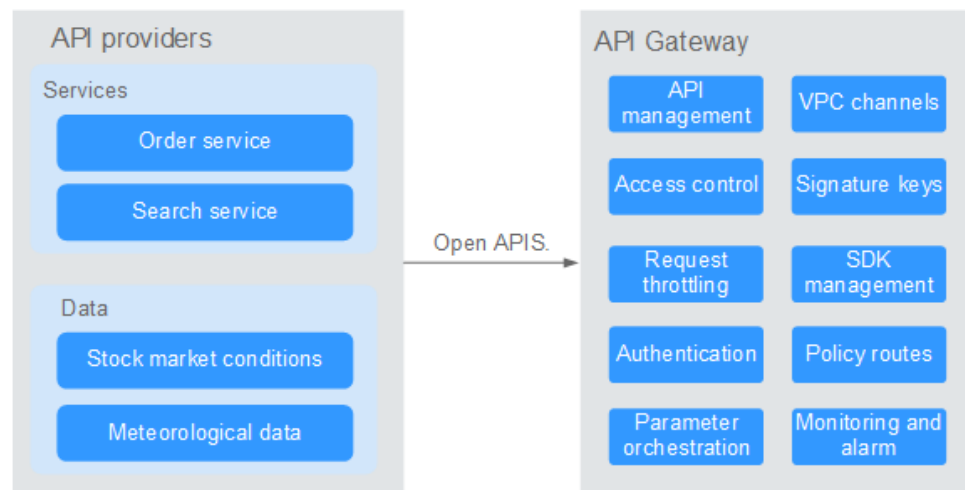 API providers
Services
Order service
Search service
Data
Stock market conditions
Meteorological data
Open APIS.
API Gateway
API
management
VPC channels
Access control
Signature keys
Request
throttling
SDK
management
Authentication
Policy routes
Parameter
orchestration
Monitoring and
alarm